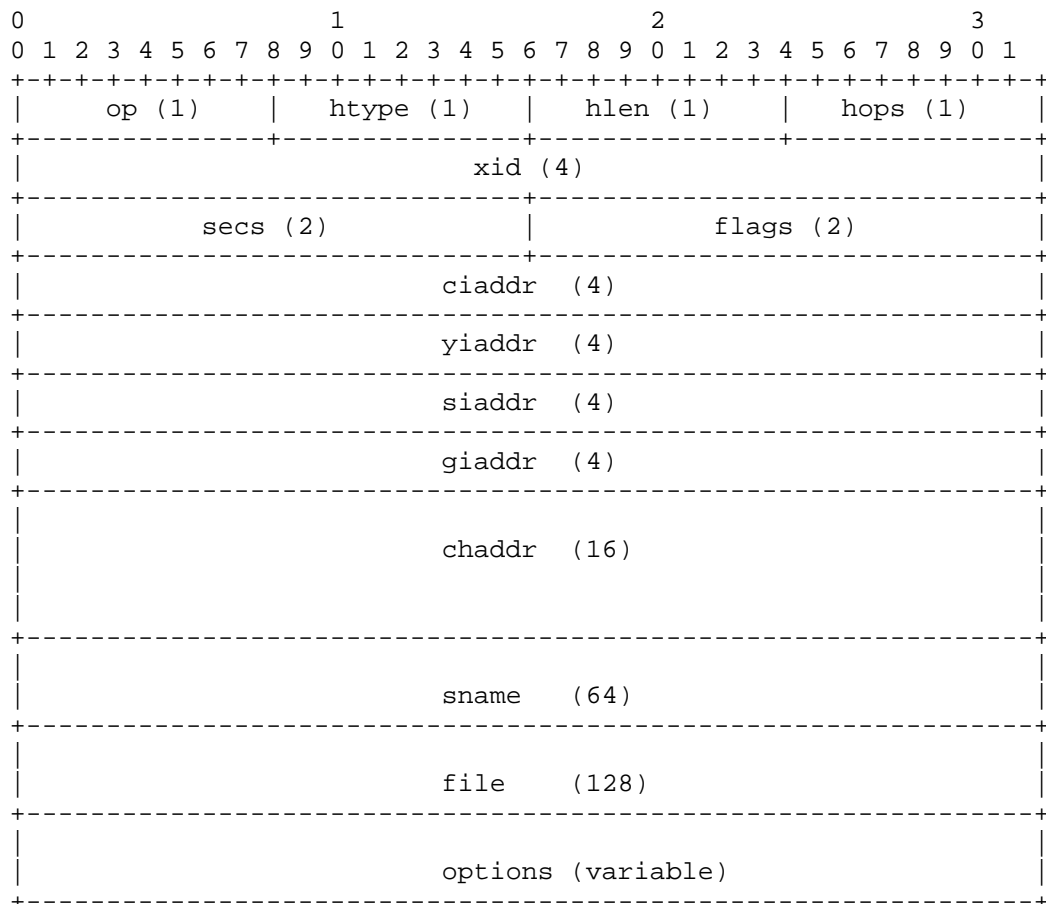 0 1 2 3
0 1 2 3 4 5 6 7 8 9 0 1 2 3 4 5 6 7 8 9 0 1 2 3 4 5 6 7 8 9 0 1
+-+-+-+-+-+-+-+-+-+-+-+-+-+-+-+-+-+-+-+-+-+-+-+-+-+-+-+-+-+-+-+-+
| op (1) | htype (1) | hlen (1) | hops (1) |
+---------------+---------------+---------------+---------------+
| xid (4) |
+-------------------------------+-------------------------------+
| secs (2) | flags (2) |
+-------------------------------+-------------------------------+
| ciaddr (4) |
+---------------------------------------------------------------+
| yiaddr (4) |
+---------------------------------------------------------------+
| siaddr (4) |
+---------------------------------------------------------------+
| giaddr (4) |
+---------------------------------------------------------------+
| |
| chaddr (16) |
| |
| |
+---------------------------------------------------------------+
| |
| sname (64) |
+---------------------------------------------------------------+
| |
| file (128) |
+---------------------------------------------------------------+
| |
| options (variable) |
+---------------------------------------------------------------+